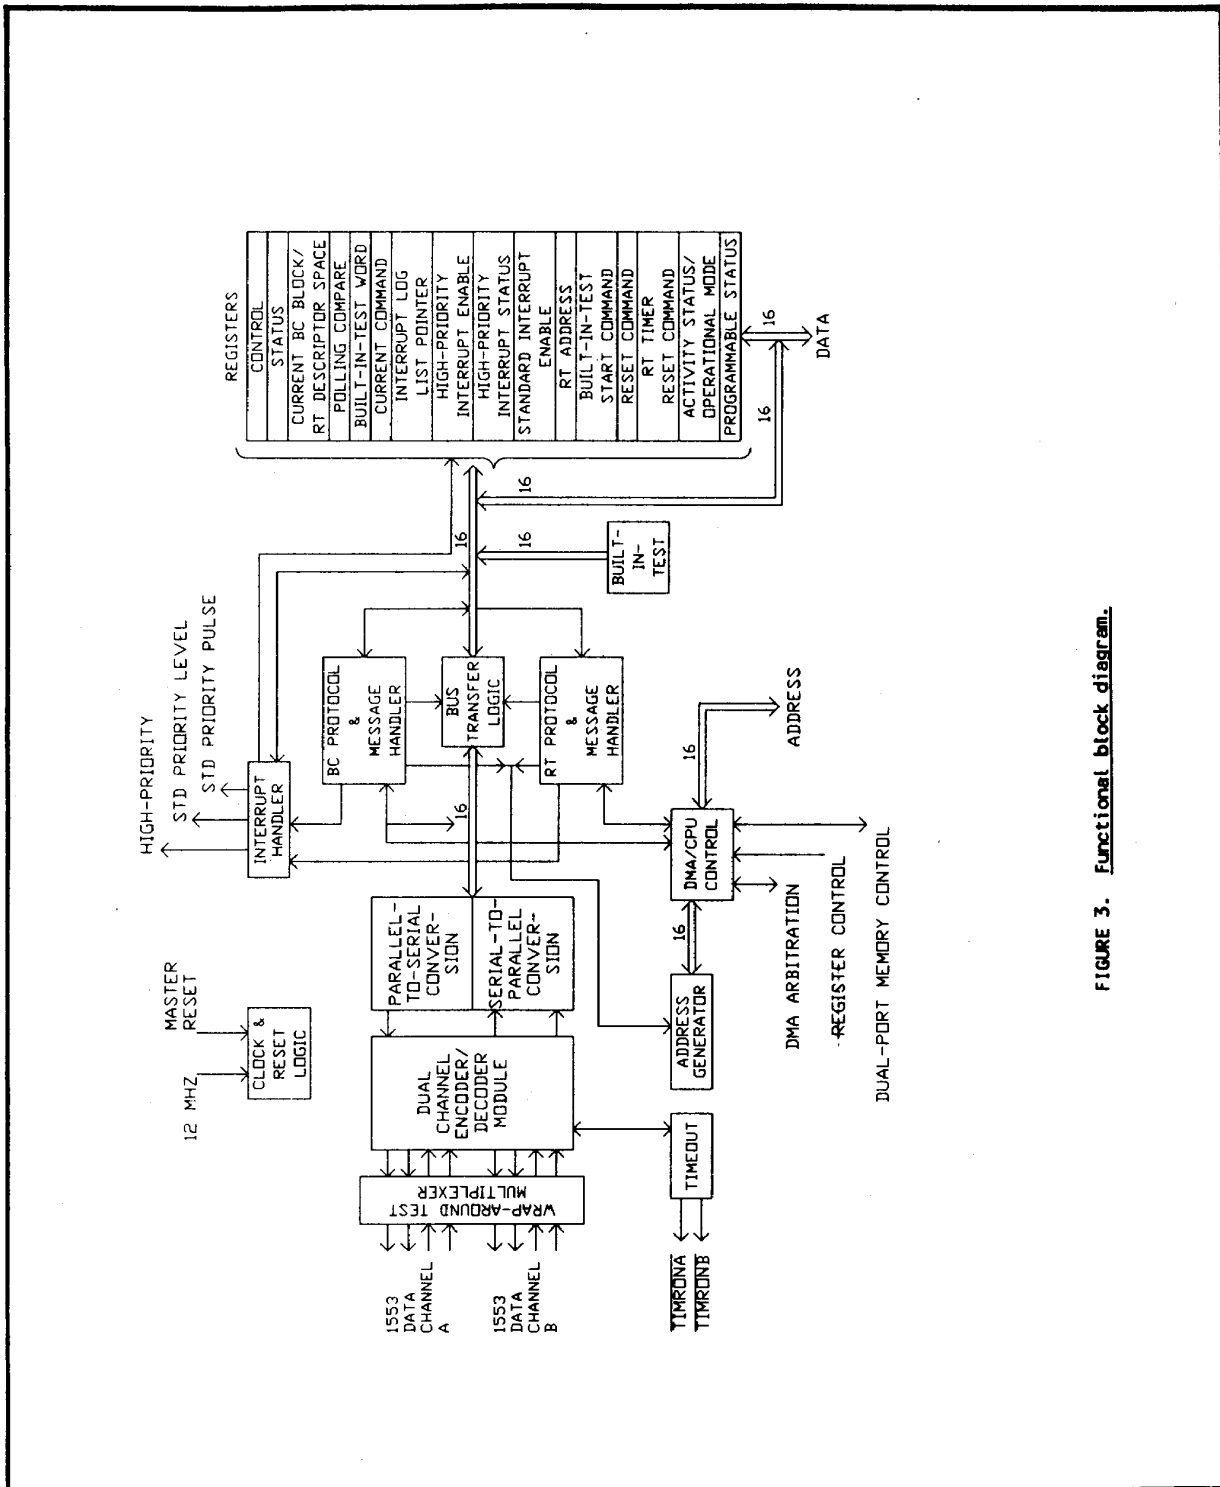 HIGH-PRIORITY
STD PRIORITY LEVEL
STD PRIORITY PULSE
MASTER
RESET
12 MHZ
CLOCK &
RESET
LOGIC
INTERRUPT
HANDLER
REGISTERS
CONTROL
STATUS
CURRENT BC BLOCK/
RT DESCRIPTOR SPACE
POLLING COMPARE
BUILT-IN-TEST WORD
CURRENT COMMAND
INTERRUPT LOG
LIST POINTER
HIGH-PRIORITY
INTERRUPT ENABLE
HIGH-PRIORITY
INTERRUPT STATUS
STANDARD INTERRUPT
ENABLE
RT ADDRESS
BUILT-IN-TEST
START COMMAND
RESET COMMAND
RT TIMER
RESET COMMAND
ACTIVITY STATUS/
OPERATIONAL MODE
PROGRAMMABLE STATUS
1553
DATA
CHANNEL
A
1553
DATA
CHANNEL
B
WRAP-AROUND TEST
MULTIPLEXER
DUAL
CHANNEL
ENCODER/
DECODER
MODULE
PARALLEL-
TO-SERIAL
CONVER-
SION
SERIAL-TO-
PARALLEL
CONVER-
SION
16
BC PROTOCOL
&
MESSAGE
HANDLER
BUS
TRANSFER
LOGIC
RT PROTOCOL
&
MESSAGE
HANDLER
16
16
16
BUILT-
IN-
TEST
16
16
DATA
TIMRONA
TIMRONB
TIMEOUT
ADDRESS
GENERATOR
16
DMA/CPU
CONTROL
16
ADDRESS
DMA ARBITRATION
REGISTER CONTROL
DUAL-PORT MEMORY CONTROL
FIGURE 3. Functional block diagram.